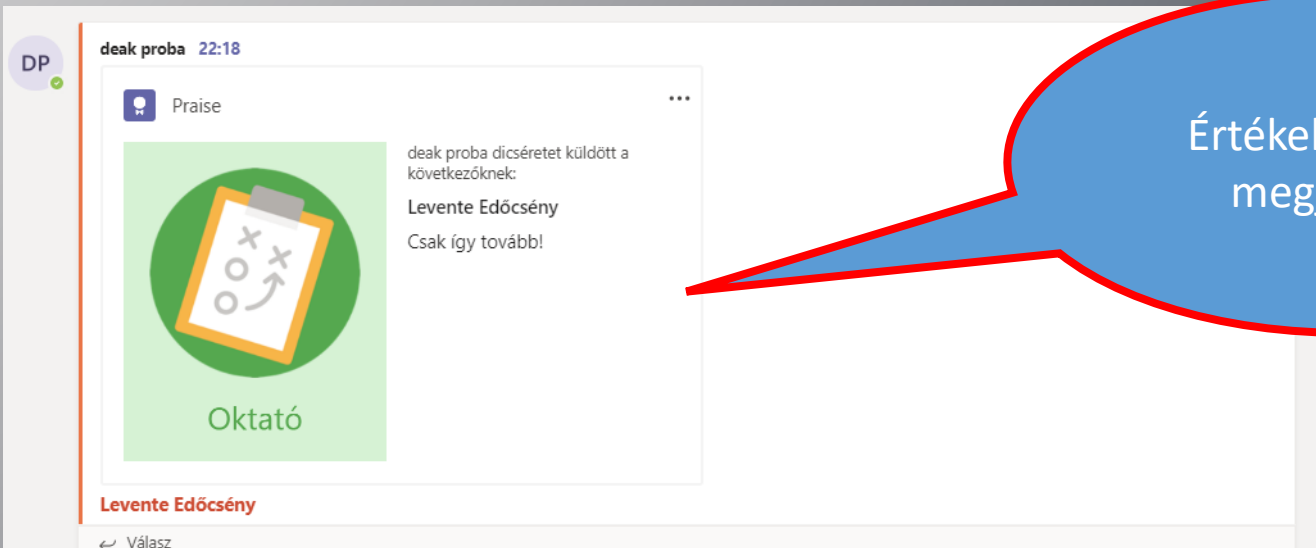 deak proba 22:18
DP
Praise
deak proba dicséretet küldött a
következőknek:
Levente Edőcsény
Csak így tovább!
Oktató
Levente Edőcsény
Válasz